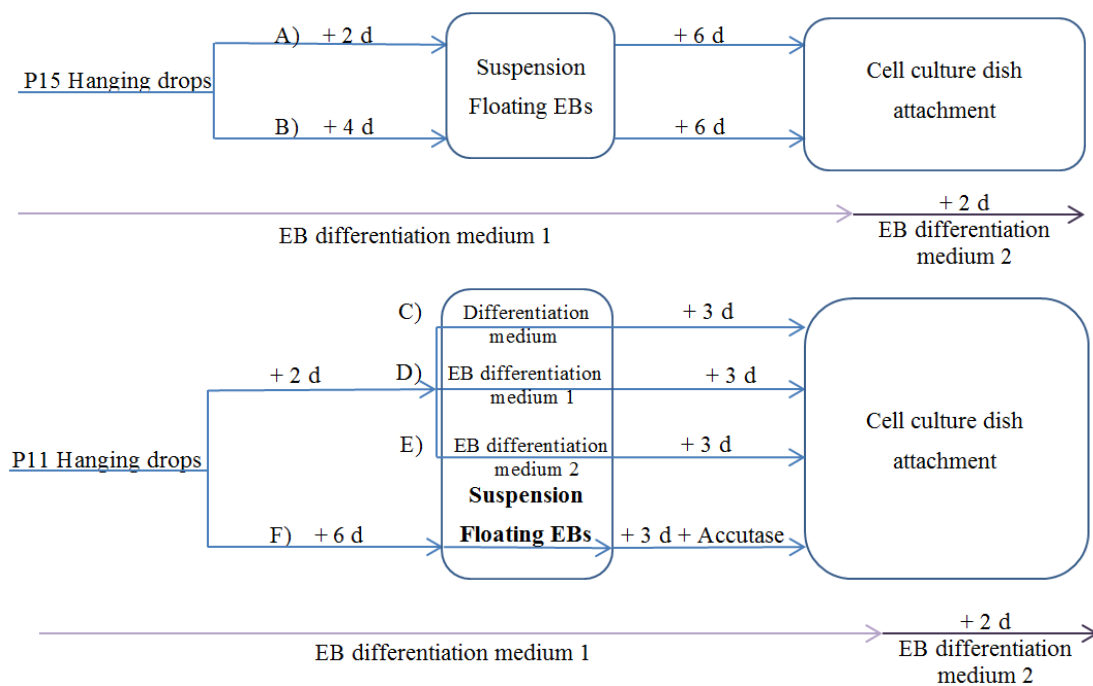 A) + 2 d
+ 6 d
P15 Hanging drops
Suspension
Floating EBs
Cell culture dish
attachment
B) + 4 d
+ 6 d
+ 2 d
EB differentiation medium 1
EB differentiation
medium 2
C)
Differentiation
medium
+ 3 d
+ 2 d
D)
EB differentiation
medium 1
+ 3 d
Cell culture dish
attachment
E)
EB differentiation
medium 2
+ 3 d
P11 Hanging drops
Suspension
Floating EBs
F) + 6 d
+ 3 d + Accutase
+ 2 d
EB differentiation medium 1
EB differentiation
medium 2